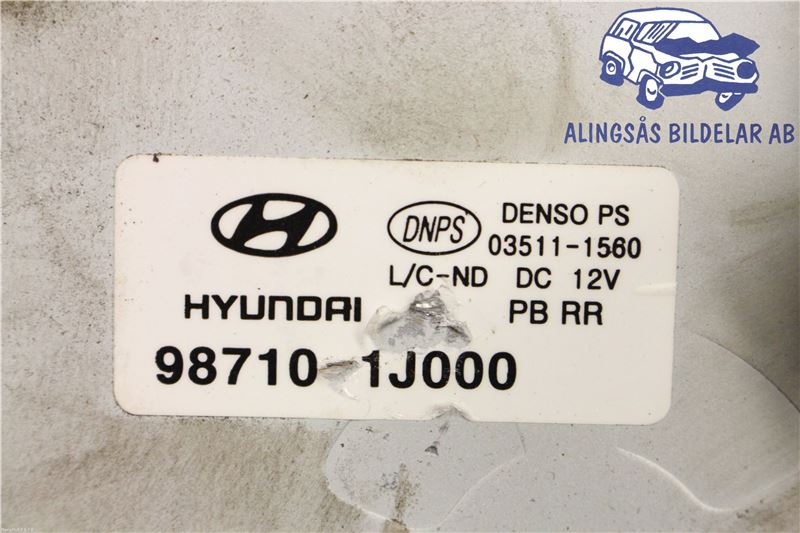 ALINGSÅS BILDELAR AB
HYUNDAI
98710-1J000
DNPS
DENSO PS
03511-1560
L/C-ND DC 12V
PB RR